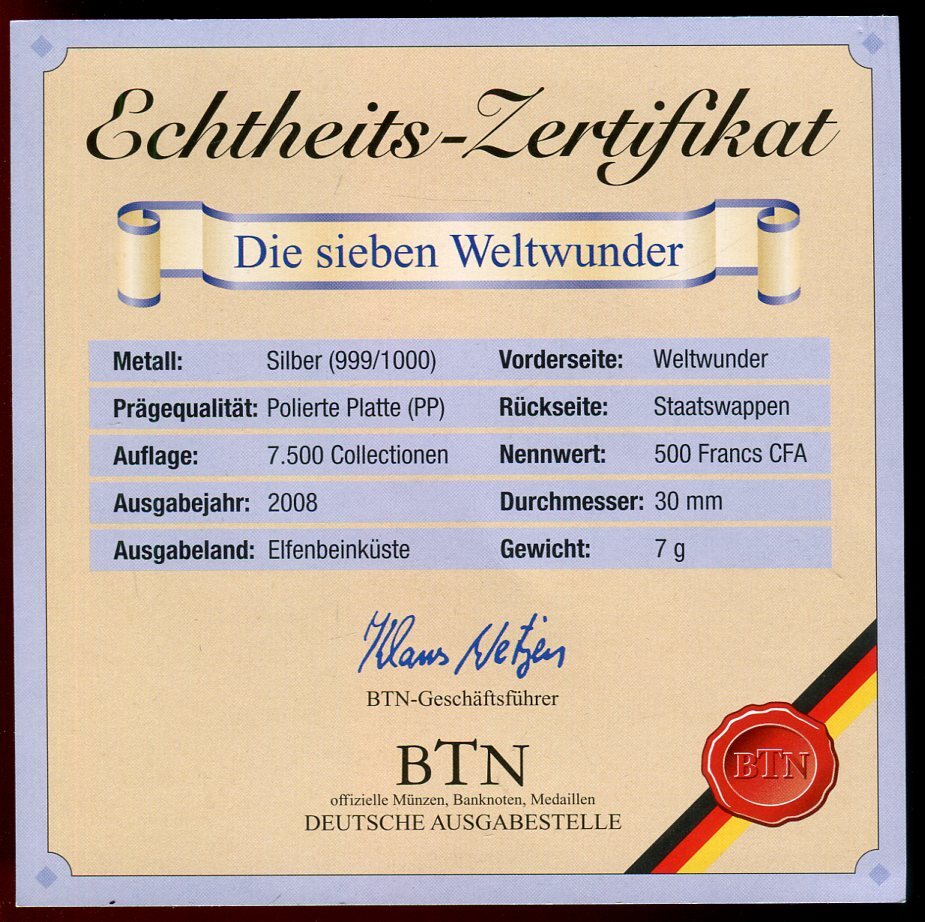 Echtheits-Zertifikat
Die sieben Weltwunder
Metall: Silber (999/1000) Vorderseite: Weltwunder
Prägequalität: Polierte Platte (PP) Rückseite: Staatswappen
Auflage: 7.500 Collectionen Nennwert: 500 Francs CFA
Ausgabejahr: 2008 Durchmesser: 30 mm
Ausgabeland: Elfenbeinküste Gewicht: 7 g
Klaus
BTN-Geschäftsführer
BTN
offizielle Münzen, Banknoten, Medaillen
DEUTSCHE AUSGABESTELLE
BTN